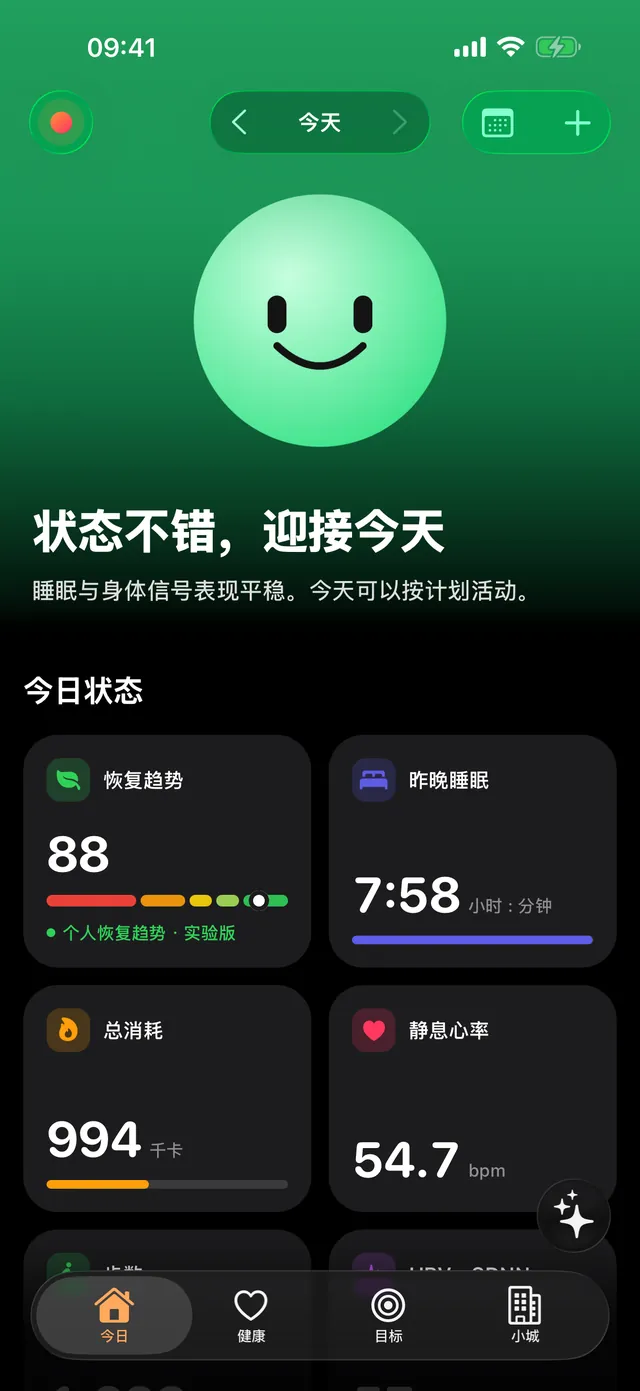 09:41
今天
状态不错，迎接今天
睡眠与身体信号表现平稳。今天可以按计划活动。
今日状态
恢复趋势
88
个人恢复趋势 · 实验版
昨晚睡眠
7:58 小时 : 分钟
总消耗
994 千卡
静息心率
54.7 bpm
今日
健康
目标
小城